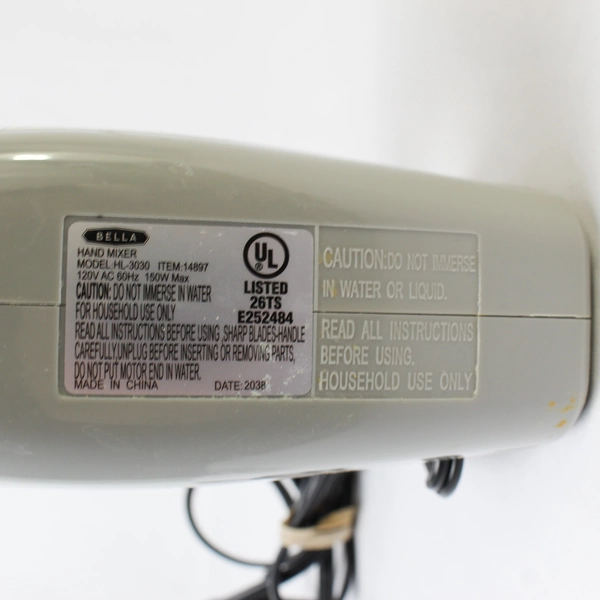 BELLA
HAND MIXER
MODEL: HL-3030 ITEM:14897
120V AC 60Hz 150W Max
CAUTION: DO NOT IMMERSE IN WATER
FOR HOUSEHOLD USE ONLY
READ ALL INSTRUCTIONS BEFORE USING ,SHARP BLADES-HANDLE
CAREFULLYUNPLUG BEFORE INSERTING OR REMOVING PARTS,
DO NOT PUT MOTOR END IN WATER.
MADE IN CHINA DATE:2038
UL
LISTED
26TS
E252484
CAUTION:DO NOT IMMERSE
IN WATER OR LIQUID.
READ ALL INSTRUCTIONS
BEFORE USING.
HOUSEHOLD USE ONLY